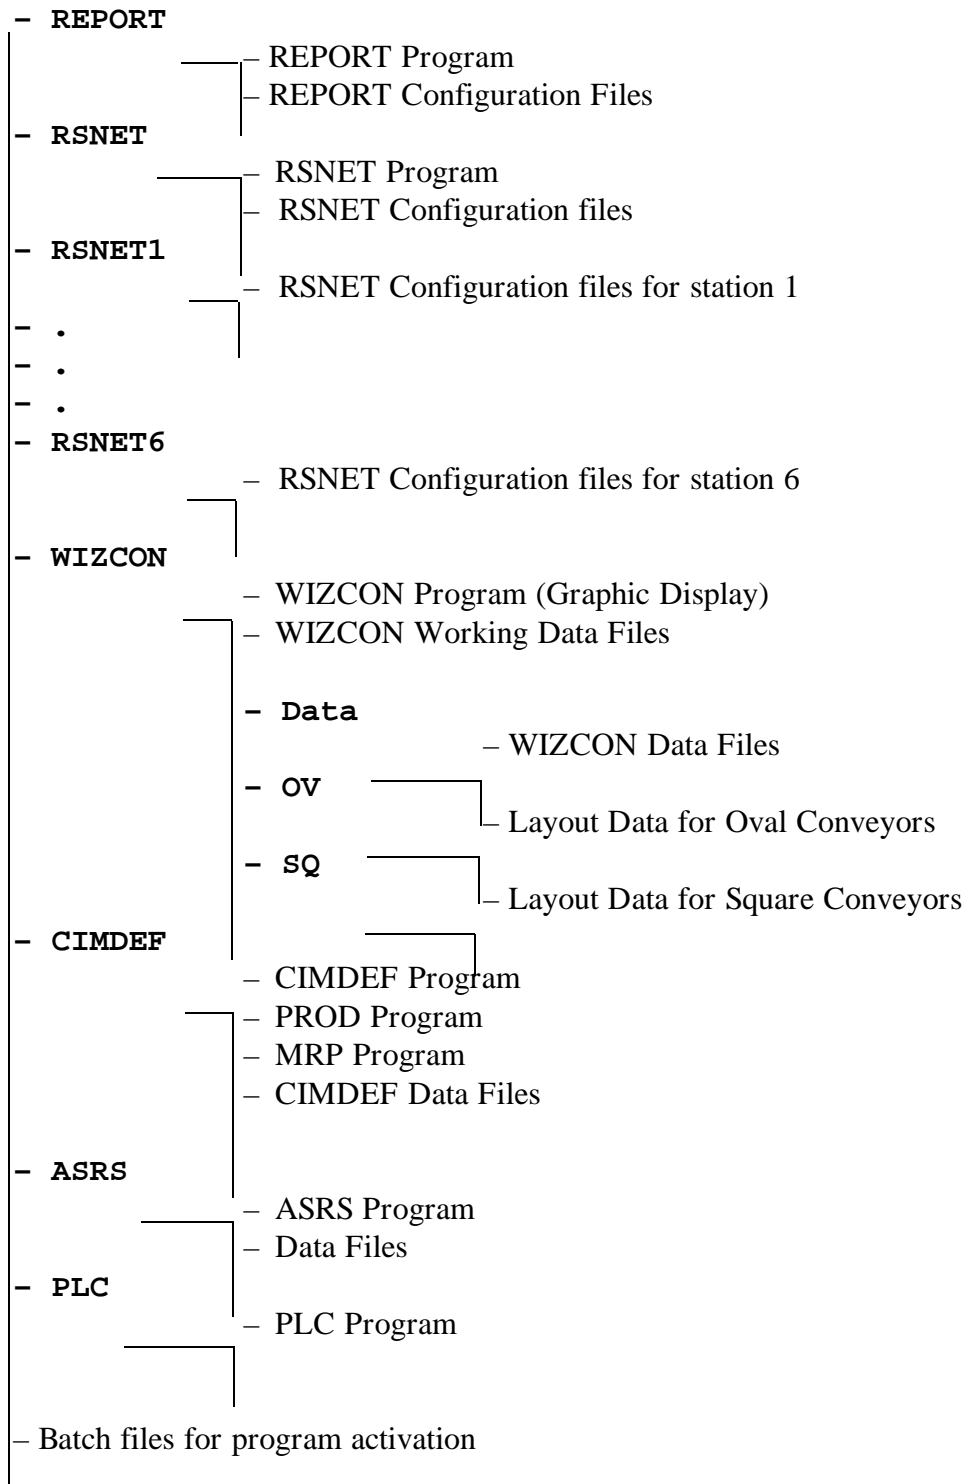 – REPORT
– REPORT Program
– REPORT Configuration Files
– RSNET
– RSNET Program
– RSNET Configuration files
– RSNET1
– RSNET Configuration files for station 1
– .
– .
– .
– RSNET6
– RSNET Configuration files for station 6
– WIZCON
– WIZCON Program (Graphic Display)
– WIZCON Working Data Files
– Data
– WIZCON Data Files
– OV
– Layout Data for Oval Conveyors
– SQ
– Layout Data for Square Conveyors
– CIMDEF
– CIMDEF Program
– PROD Program
– MRP Program
– CIMDEF Data Files
– ASRS
– ASRS Program
– Data Files
– PLC
– PLC Program
– Batch files for program activation